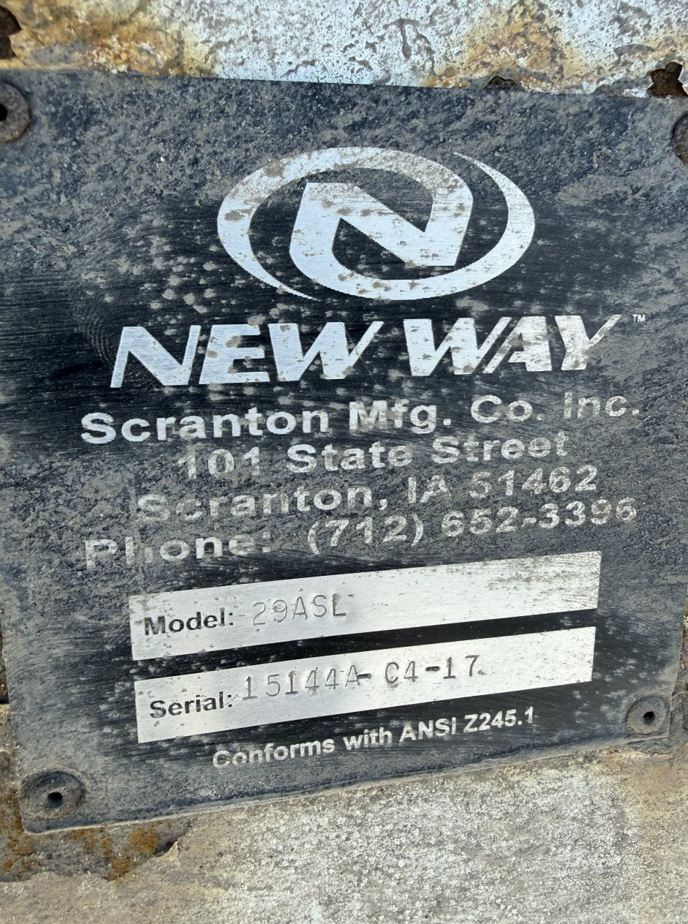 N
NEW WAY™
Scranton Mfg. Co. Inc.
101 State Street
Scranton, IA 51462
Phone: (712) 652-3396
Model: 29ASL
Serial: 15144A-C4-17
Conforms with ANSI Z245.1